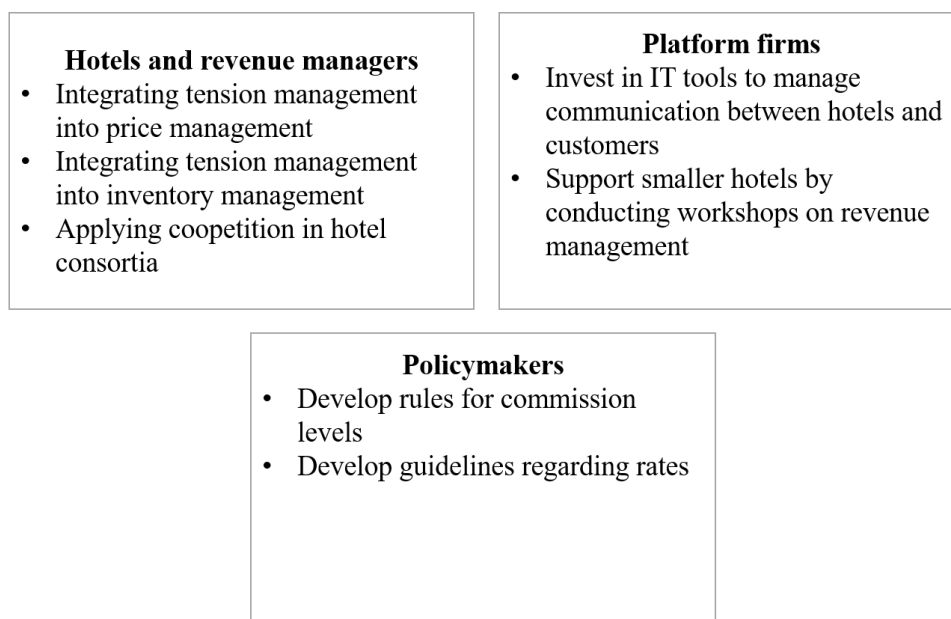 Hotels and revenue managers
• Integrating tension management
into price management
• Integrating tension management
into inventory management
• Applying coopetition in hotel
consortia
Platform firms
• Invest in IT tools to manage
communication between hotels and
customers
• Support smaller hotels by
conducting workshops on revenue
management
Policymakers
• Develop rules for commission
levels
• Develop guidelines regarding rates